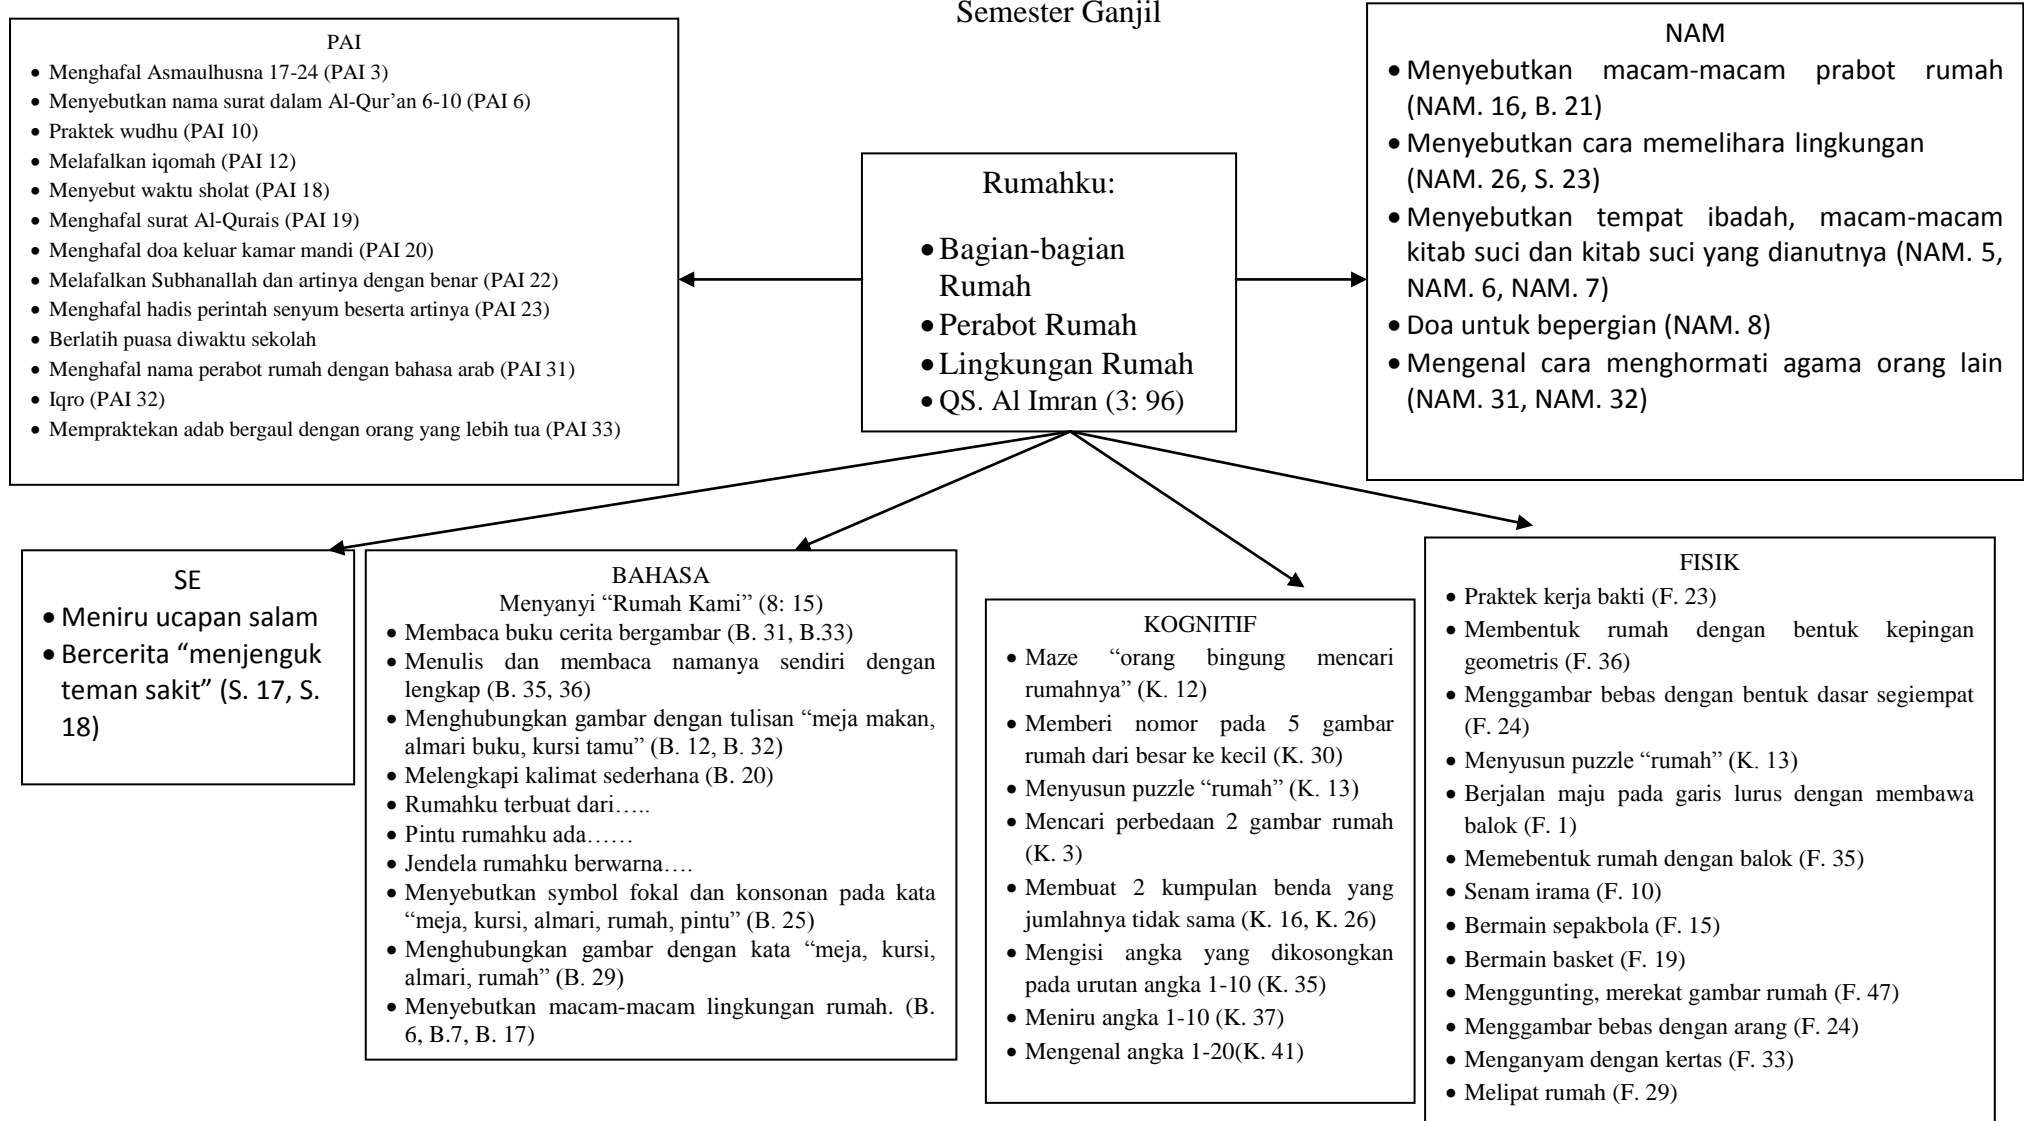 Semester Ganjil
PAI
• Menghafal Asmaulhusna 17-24 (PAI 3)
• Menyebutkan nama surat dalam Al-Qur’an 6-10 (PAI 6)
• Praktek wudhu (PAI 10)
• Melafalkan iqomah (PAI 12)
• Menyebut waktu sholat (PAI 18)
• Menghafal surat Al-Qurais (PAI 19)
• Menghafal doa keluar kamar mandi (PAI 20)
• Melafalkan Subhanallah dan artinya dengan benar (PAI 22)
• Menghafal hadis perintah senyum beserta artinya (PAI 23)
• Berlatih puasa diwaktu sekolah
• Menghafal nama perabot rumah dengan bahasa arab (PAI 31)
• Iqro (PAI 32)
• Mempraktekan adab bergaul dengan orang yang lebih tua (PAI 33)
Rumahku:
• Bagian-bagian
Rumah
• Perabot Rumah
• Lingkungan Rumah
• QS. Al Imran (3: 96)
NAM
• Menyebutkan macam-macam prabot rumah
(NAM. 16, B. 21)
• Menyebutkan cara memelihara lingkungan
(NAM. 26, S. 23)
• Menyebutkan tempat ibadah, macam-macam
kitab suci dan kitab suci yang dianutnya (NAM. 5,
NAM. 6, NAM. 7)
• Doa untuk bepergian (NAM. 8)
• Mengenal cara menghormati agama orang lain
(NAM. 31, NAM. 32)
SE
• Meniru ucapan salam
• Bercerita “menjenguk
teman sakit” (S. 17, S.
18)
BAHASA
Menyanyi “Rumah Kami” (8: 15)
• Membaca buku cerita bergambar (B. 31, B.33)
• Menulis dan membaca namanya sendiri dengan
lengkap (B. 35, 36)
• Menghubungkan gambar dengan tulisan “meja makan,
almari buku, kursi tamu” (B. 12, B. 32)
• Melengkapi kalimat sederhana (B. 20)
• Rumahku terbuat dari…..
• Pintu rumahku ada……
• Jendela rumahku berwarna….
• Menyebutkan symbol fokal dan konsonan pada kata
“meja, kursi, almari, rumah, pintu” (B. 25)
• Menghubungkan gambar dengan kata “meja, kursi,
almari, rumah” (B. 29)
• Menyebutkan macam-macam lingkungan rumah. (B.
6, B.7, B. 17)
KOGNITIF
• Maze “orang bingung mencari
rumahnya” (K. 12)
• Memberi nomor pada 5 gambar
rumah dari besar ke kecil (K. 30)
• Menyusun puzzle “rumah” (K. 13)
• Mencari perbedaan 2 gambar rumah
(K. 3)
• Membuat 2 kumpulan benda yang
jumlahnya tidak sama (K. 16, K. 26)
• Mengisi angka yang dikosongkan
pada urutan angka 1-10 (K. 35)
• Meniru angka 1-10 (K. 37)
• Mengenal angka 1-20(K. 41)
FISIK
• Praktek kerja bakti (F. 23)
• Membentuk rumah dengan bentuk kepingan
geometris (F. 36)
• Menggambar bebas dengan bentuk dasar segiempat
(F. 24)
• Menyusun puzzle “rumah” (K. 13)
• Berjalan maju pada garis lurus dengan membawa
balok (F. 1)
• Memebentuk rumah dengan balok (F. 35)
• Senam irama (F. 10)
• Bermain sepakbola (F. 15)
• Bermain basket (F. 19)
• Menggunting, merekat gambar rumah (F. 47)
• Menggambar bebas dengan arang (F. 24)
• Menganyam dengan kertas (F. 33)
• Melipat rumah (F. 29)